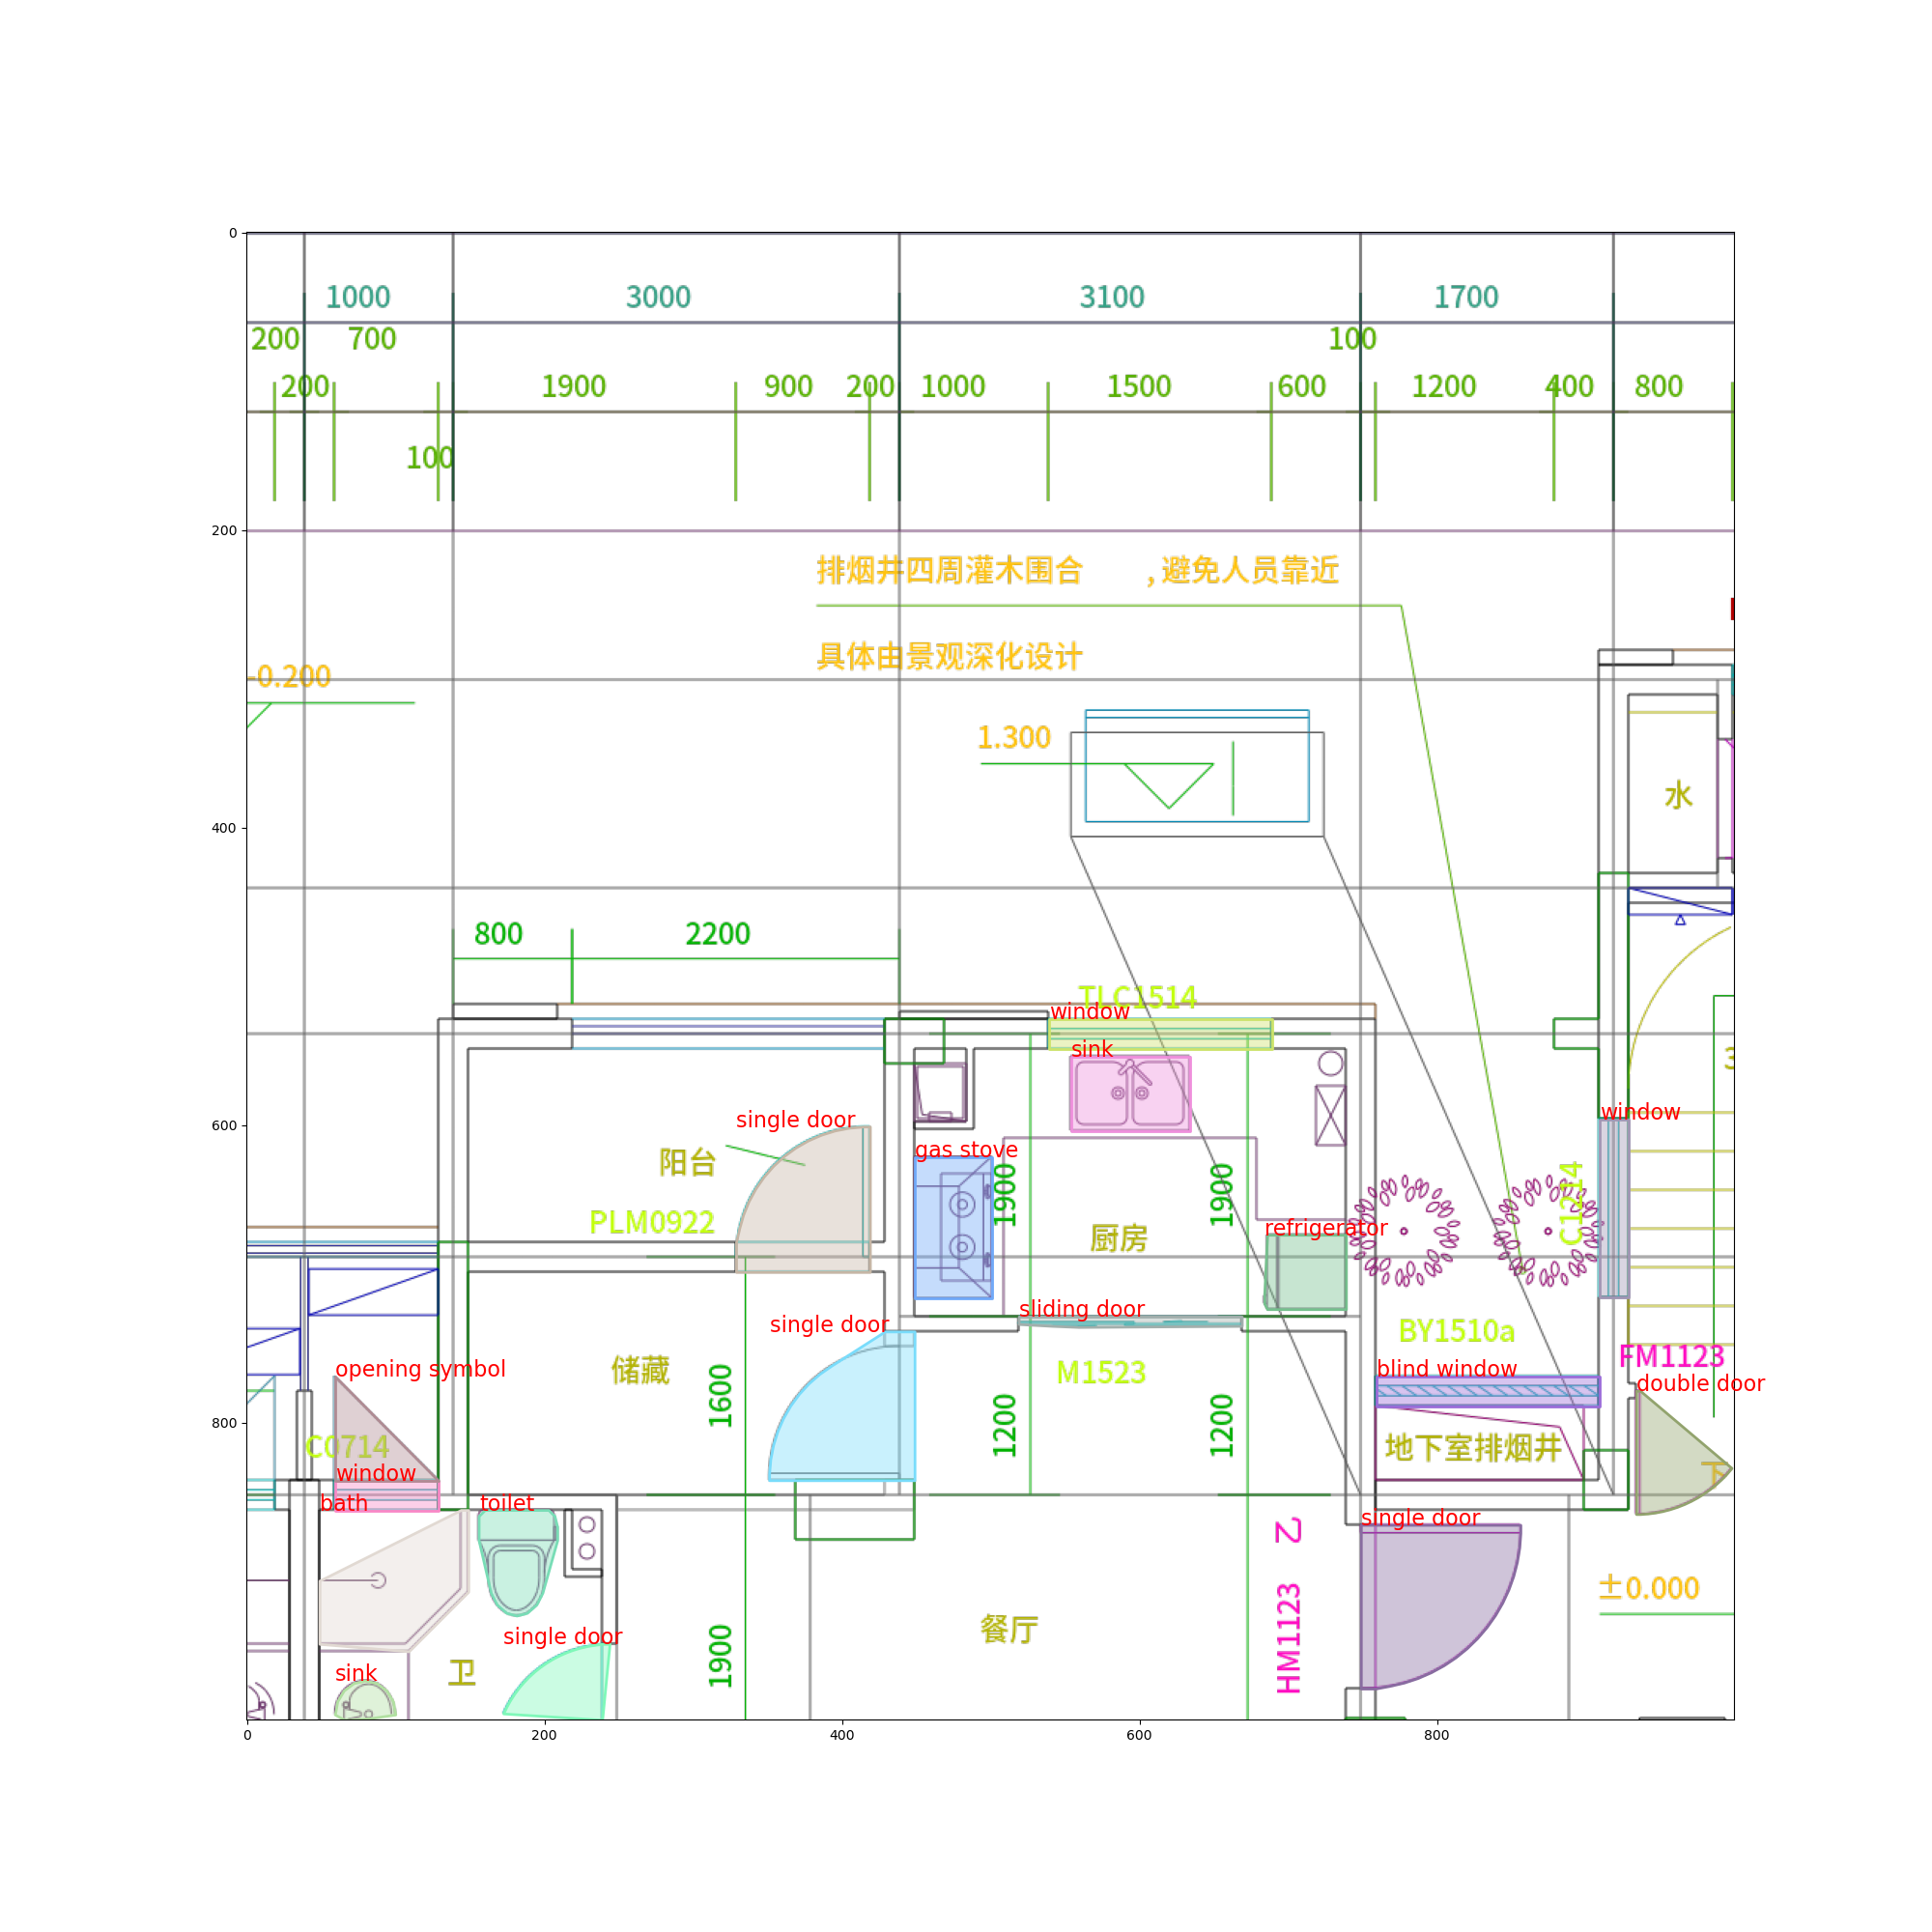 0
1000
3000
3100
1700
200
700
100
200
1900
900
200
1000
1500
600
1200
400
800
100
200
排烟井四周灌木围合 ,避免人员靠近
具体由景观深化设计
-0.200
1.300
水
400
800
2200
TLC1514
window
sink
3
600
single door
window
gas stove
阳台
1900
1900
C1214
PLM0922
厨房
refrigerator
sliding door
single door
BY1510a
FM1123
储藏
M1523
opening symbol
blind window
double door
1600
1200
1200
800
C0714
地下室排烟井
下
window
bath
toilet
single door
乙
HM1123
±0.000
餐厅
single door
1900
卫
sink
0
200
400
600
800